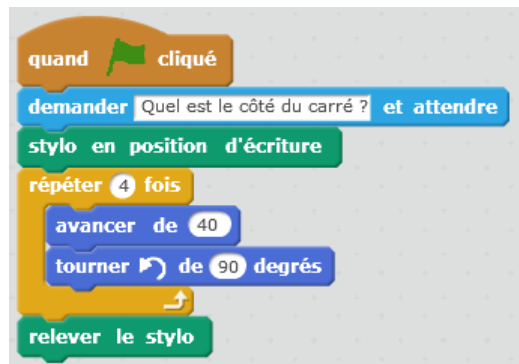 quand cliqué
demander Quel est le côté du carré ? et attendre
stylo en position d'écriture
répéter 4 fois
avancer de 40
tourner de 90 degrés
relever le stylo